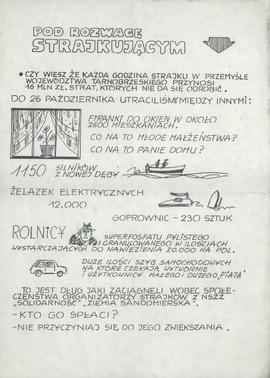 POD ROZWAGĘ
STRAJKUJĄCYM
• CZY WIESZ ŻE KAŻDA GODZINA STRAJKU W PRZEMYŚLE
WOJEWÓDZTWA TARNOBRZESKIEGO PRZYNOSI
16 MLN ZŁ. STRAT, KTÓRYCH NIE DA SIĘ ODROBIĆ.
DO 26 PAŹDZIERNIKA UTRACILIŚMY MIĘDZY INNYMI:
FIRANKI DO OKIEN W OKOŁO
2600 MIESZKANIACH.
CO NA TO MŁODE MAŁŻEŃSTWA?
CO NA TO PANIE DOMU?
1150 SILNIKÓW
Z NOWEJ DĘBY
ŻELAZEK ELEKTRYCZNYCH
12.000
GOFROWNIC – 230 SZTUK
ROLNICY
SUPERFOSFATU PYLISTEGO
I GRANULOWANEGO W ILOŚCIACH
WYSTARCZAJĄCYCH DO NAWIEZIENIA 20.000 HA POL.
DUŻE ILOŚCI SZYB SAMOCHODOWYCH
NA KTÓRE CZEKAJĄ WYTWÓRNIE
I UŻYTKOWNICY MAŁEGO I DUŻEGO „FIATA"
TO JEST DŁUG JAKI ZACIĄGNĘLI WOBEC SPOŁE-
CZEŃSTWA ORGANIZATORZY STRAJKÓW Z NSZZ
„SOLIDARNOŚĆ" „ZIEMIA SANDOMIERSKA".
– KTO GO SPŁACI?
– NIE PRZYCZYNIAJ SIĘ DO JEGO ZWIĘKSZANIA.